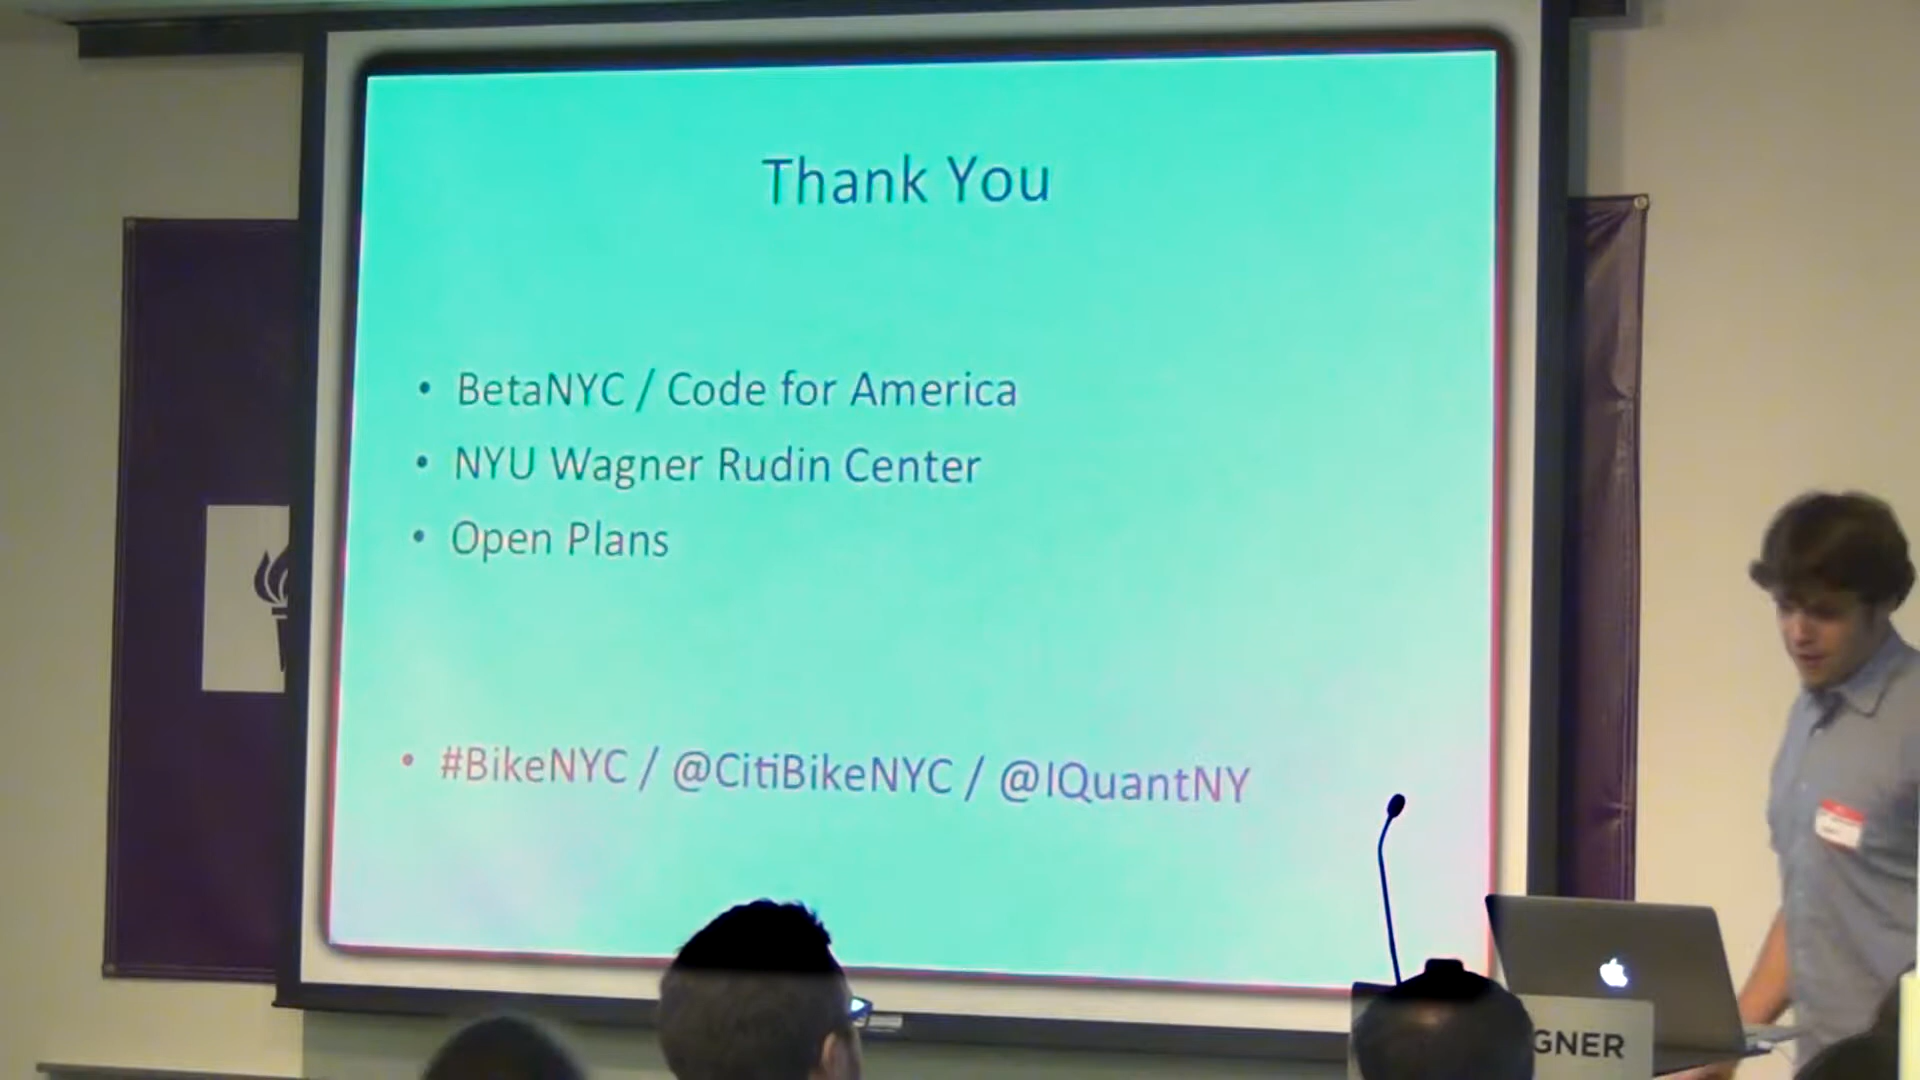 Thank You
• BetaNYC / Code for America
• NYU Wagner Rudin Center
• Open Plans
• #BikeNYC / @CitiBikeNYC / @IQuantNY
GNER